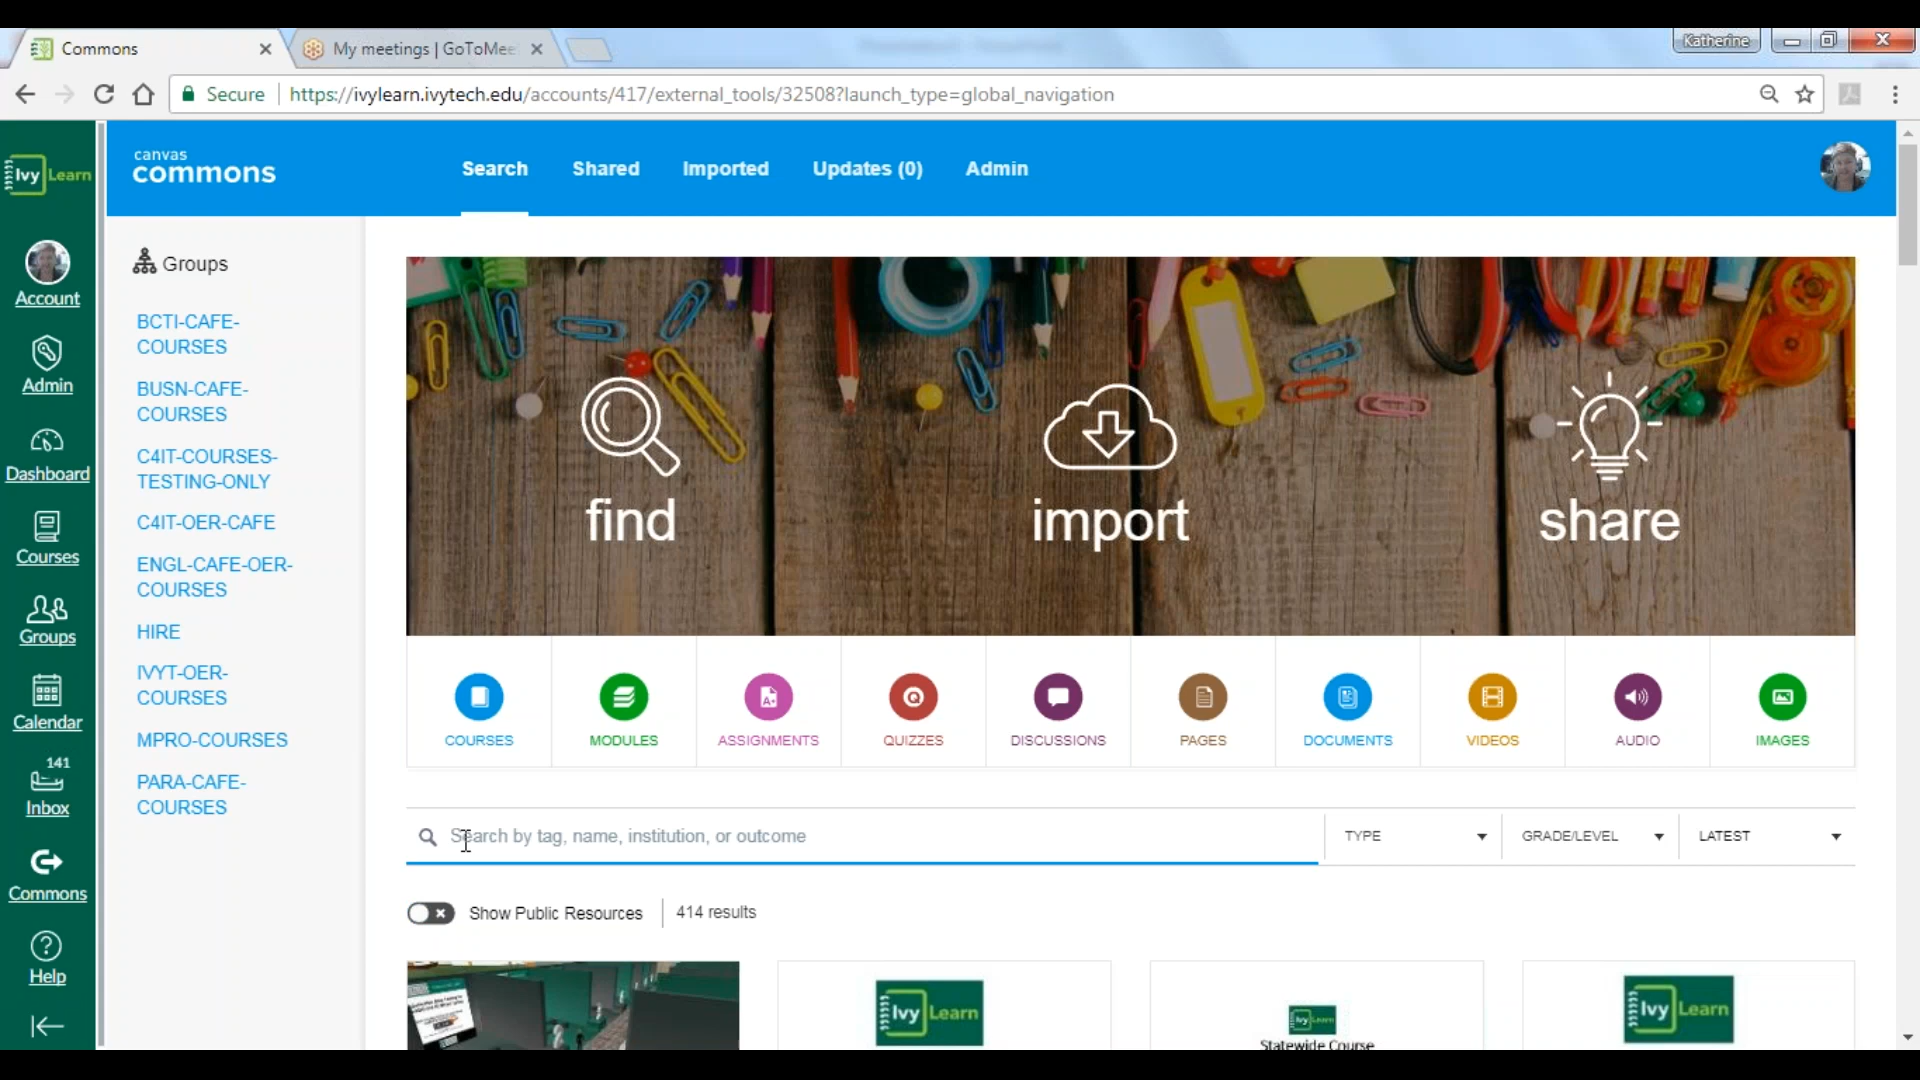 Commons
My meetings | GoToMee
Katherine
Secure
https://ivylearn.ivytech.edu/accounts/417/external_tools/32508?launch_type=global_navigation
Ivy Learn
Account
Admin
Dashboard
Courses
Groups
Calendar
141
Inbox
Commons
Help
canvas
commons
Search
Shared
Imported
Updates (0)
Admin
Groups
BCTI-CAFE-
COURSES
BUSN-CAFE-
COURSES
C4IT-COURSES-
TESTING-ONLY
C4IT-OER-CAFE
ENGL-CAFE-OER-
COURSES
HIRE
IVYT-OER-
COURSES
MPRO-COURSES
PARA-CAFE-
COURSES
find
import
share
COURSES
MODULES
ASSIGNMENTS
QUIZZES
DISCUSSIONS
PAGES
DOCUMENTS
VIDEOS
AUDIO
IMAGES
Search by tag, name, institution, or outcome
TYPE
GRADE/LEVEL
LATEST
Show Public Resources
414 results
Ivy Learn
Ivy Learn
Statewide Course
Ivy Learn